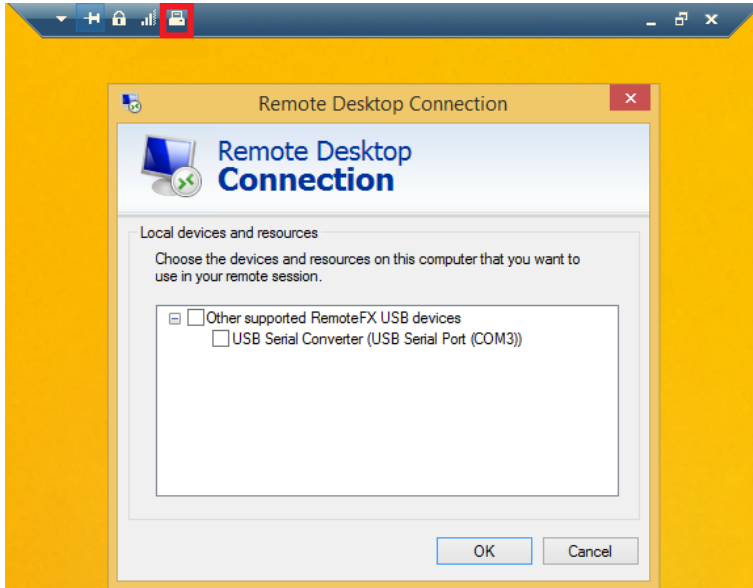 Remote Desktop Connection
Remote Desktop
Connection
Local devices and resources
Choose the devices and resources on this computer that you want to
use in your remote session.
Other supported RemoteFX USB devices
USB Serial Converter (USB Serial Port (COM3))
OK
Cancel